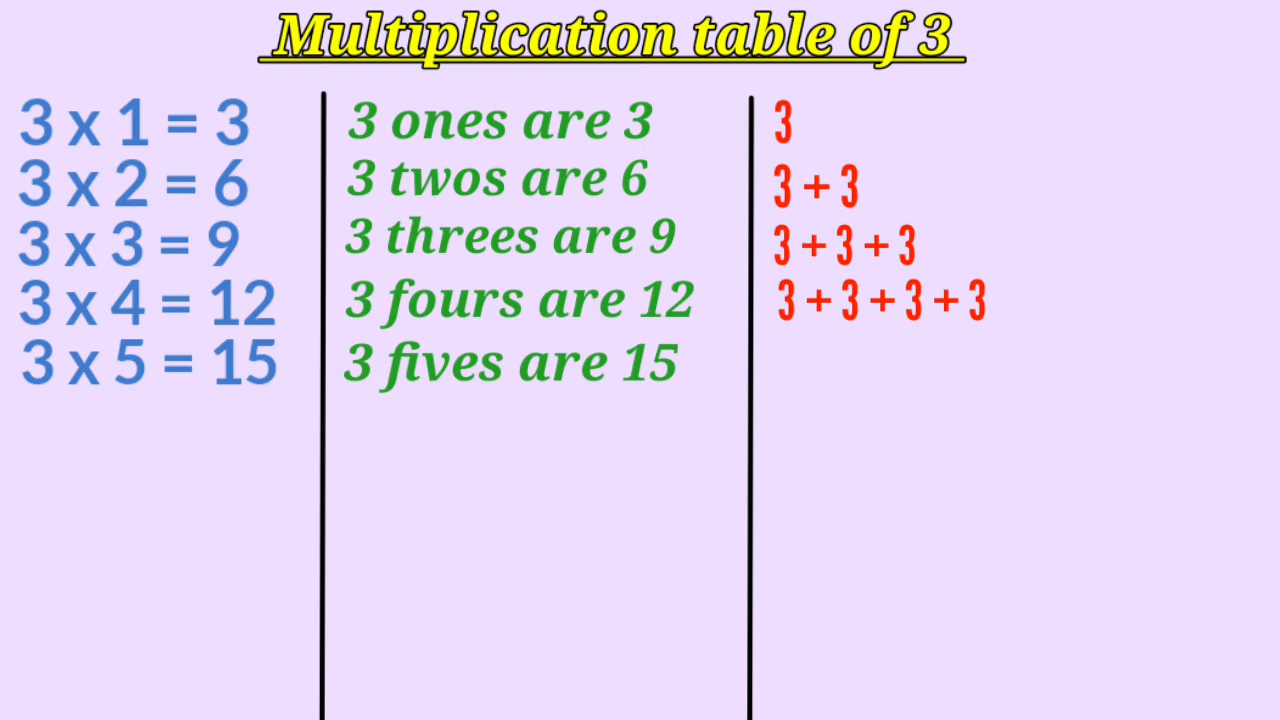 Multiplication table of 3
3 x 1 = 3
3 x 2 = 6
3 x 3 = 9
3 x 4 = 12
3 x 5 = 15
3 ones are 3
3 twos are 6
3 threes are 9
3 fours are 12
3 fives are 15
3
3 + 3
3 + 3 + 3
3 + 3 + 3 + 3